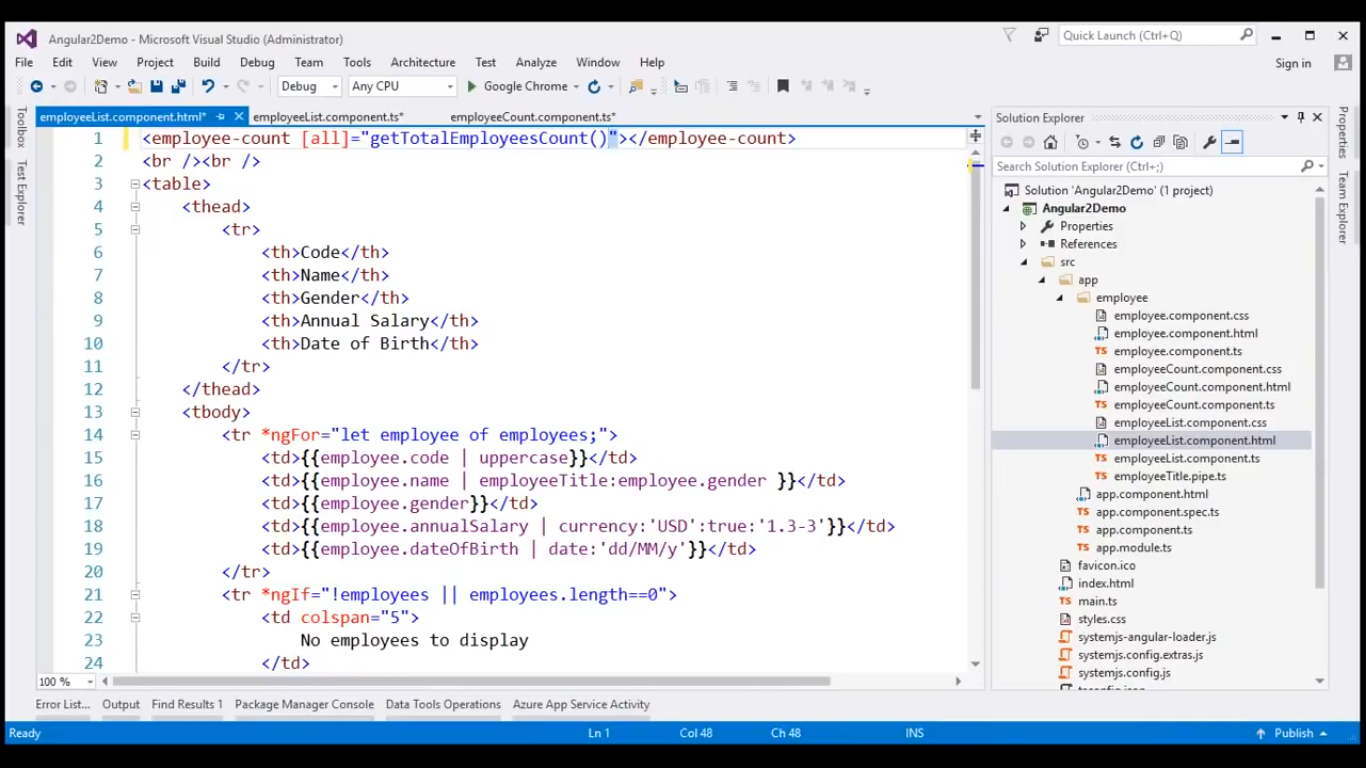 Angular2Demo - Microsoft Visual Studio (Administrator)
Quick Launch (Ctrl+Q)
File Edit View Project Build Debug Team Tools Architecture Test Analyze Window Help
Sign in
Debug Any CPU Google Chrome
Toolbox
Test Explorer
employeeList.component.html* employeeList.component.ts* employeeCount.component.ts*
1 <employee-count [all]="getTotalEmployeesCount()"></employee-count>
2 <br /><br />
3 <table>
4 <thead>
5 <tr>
6 <th>Code</th>
7 <th>Name</th>
8 <th>Gender</th>
9 <th>Annual Salary</th>
10 <th>Date of Birth</th>
11 </tr>
12 </thead>
13 <tbody>
14 <tr *ngFor="let employee of employees;">
15 <td>{{employee.code | uppercase}}</td>
16 <td>{{employee.name | employeeTitle:employee.gender }}</td>
17 <td>{{employee.gender}}</td>
18 <td>{{employee.annualSalary | currency:'USD':true:'1.3-3'}}</td>
19 <td>{{employee.dateOfBirth | date:'dd/MM/y'}}</td>
20 </tr>
21 <tr *ngIf="!employees || employees.length==0">
22 <td colspan="5">
23 No employees to display
24 </td>
100 %
Solution Explorer
Search Solution Explorer (Ctrl+;)
Solution 'Angular2Demo' (1 project)
Angular2Demo
Properties
References
src
app
employee
employee.component.css
employee.component.html
TS employee.component.ts
employeeCount.component.css
employeeCount.component.html
TS employeeCount.component.ts
employeeList.component.css
employeeList.component.html
TS employeeList.component.ts
TS employeeTitle.pipe.ts
app.component.html
TS app.component.spec.ts
TS app.component.ts
TS app.module.ts
favicon.ico
index.html
TS main.ts
styles.css
systemjs-angular-loader.js
systemjs.config.extras.js
systemjs.config.js
Properties
Team Explorer
Error List... Output Find Results 1 Package Manager Console Data Tools Operations Azure App Service Activity
Ready Ln 1 Col 48 Ch 48 INS Publish